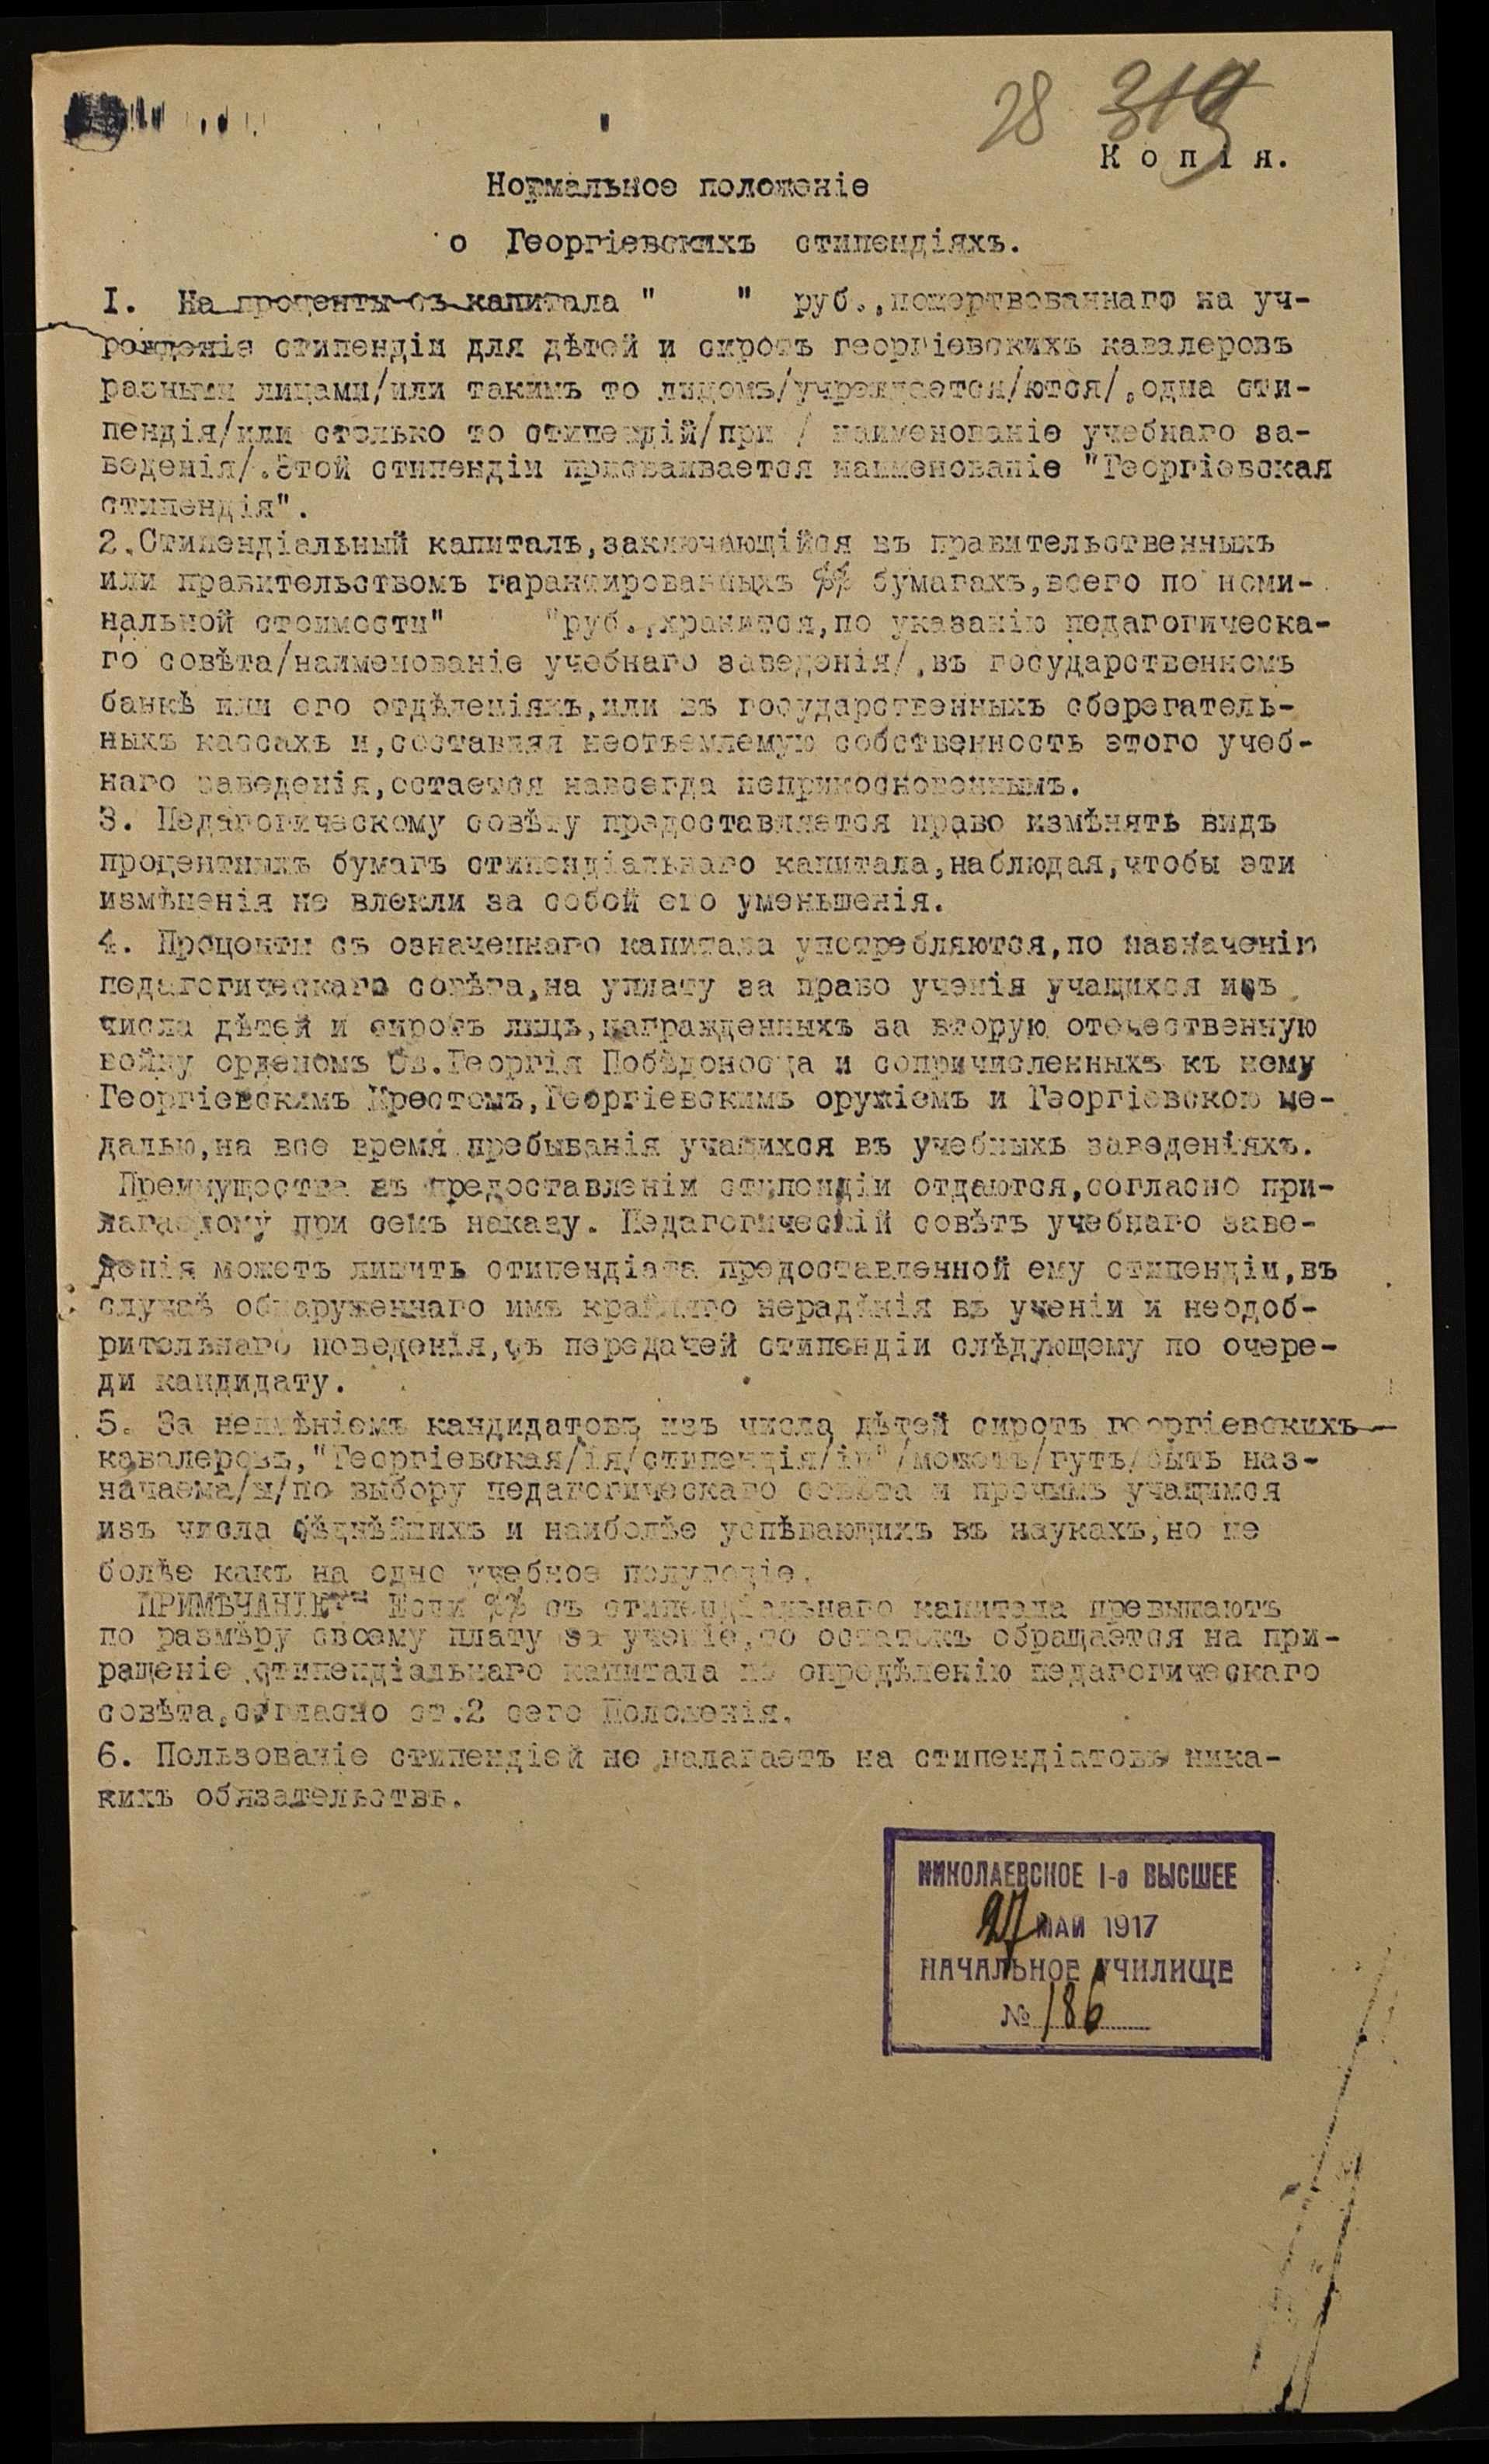 28 319
Копія.
Нормальное положеніе
о Георгіевскихъ стипендіяхъ.
I. На проценты съ капитала " " руб.,пожертвованнаго на уч-
рожденіе стипендіи для дѣтей и сиротъ георгіевскихъ кавалеровъ
разными лицами/или такимъ то лицомъ/учреждается/ются/,одна сти-
пендія/или столько то стипендій/при / наименованіе учебнаго за-
веденія/.Этой стипендіи присваивается наименованіе "Георгіевская
стипендія".
2.Стипендіальный капиталъ,заключающійся въ правительственныхъ
или правительствомъ гарантированныхъ %% бумагахъ,всего по номи-
нальной стоимости" "руб.,хранится,по указанію педагогическа-
го совѣта/наименованіе учебнаго заведенія/,въ государственномъ
банкѣ или его отдѣленіяхъ,или въ государственныхъ сберегатель-
ныхъ кассахъ и,составляя неотъемлемую собственность этого учеб-
наго заведенія,остается навсегда неприкосновеннымъ.
3. Педагогическому совѣту предоставляется право измѣнять видъ
процентныхъ бумагъ стипендіальнаго капитала,наблюдая,чтобы эти
измѣненія не влекли за собой его уменьшенія.
4. Проценты съ означеннаго капитала употребляются,по назначенію
педагогическаго совѣта,на уплату за право ученія учащихся изъ
числа дѣтей и сиротъ лицъ,награжденныхъ за вторую отечественную
войну орденомъ Св.Георгія Побѣдоносца и сопричисленныхъ къ нему
Георгіевскимъ Крестомъ,Георгіевскимъ оружіемъ и Георгіевскою ме-
далью,на все время пребыванія учащихся въ учебныхъ заведеніяхъ.
Преимущества въ предоставленіи стипендіи отдаются,согласно при-
лагаемому при семъ наказу. Педагогическій совѣтъ учебнаго заве-
денія можетъ лишить стипендіата предоставленной ему стипендіи,въ
случаѣ обнаруженнаго имъ крайняго нерадѣнія въ ученіи и неодоб-
рительнаго поведенія,съ передачей стипендіи слѣдующему по очере-
ди кандидату.
5. За неимѣніемъ кандидатовъ изъ числа дѣтей сиротъ георгіевскихъ
кавалеровъ,"Георгіевская/ія/стипендія/іи"/можетъ/гутъ/быть наз-
начаема/ы/по выбору педагогическаго совѣта и прочимъ учащимся
изъ числа бѣднѣйшихъ и наиболѣе успѣвающихъ въ наукахъ,но не
болѣе какъ на одно учебное полугодіе.
ПРИМѢЧАНІЕ Если %% съ стипендіальнаго капитала превышаютъ
по размѣру своему плату за ученіе,то остатокъ обращается на при-
ращеніе стипендіальнаго капитала по опредѣленію педагогическаго
совѣта,согласно ст.2 сего Положенія.
6. Пользованіе стипендіей не налагаетъ на стипендіатовъ ника-
кихъ обязательствъ.
НИКОЛАЕВСКОЕ 1-е ВЫСШЕЕ
27 МАЙ 1917
НАЧАЛЬНОЕ УЧИЛИЩЕ
№ 186